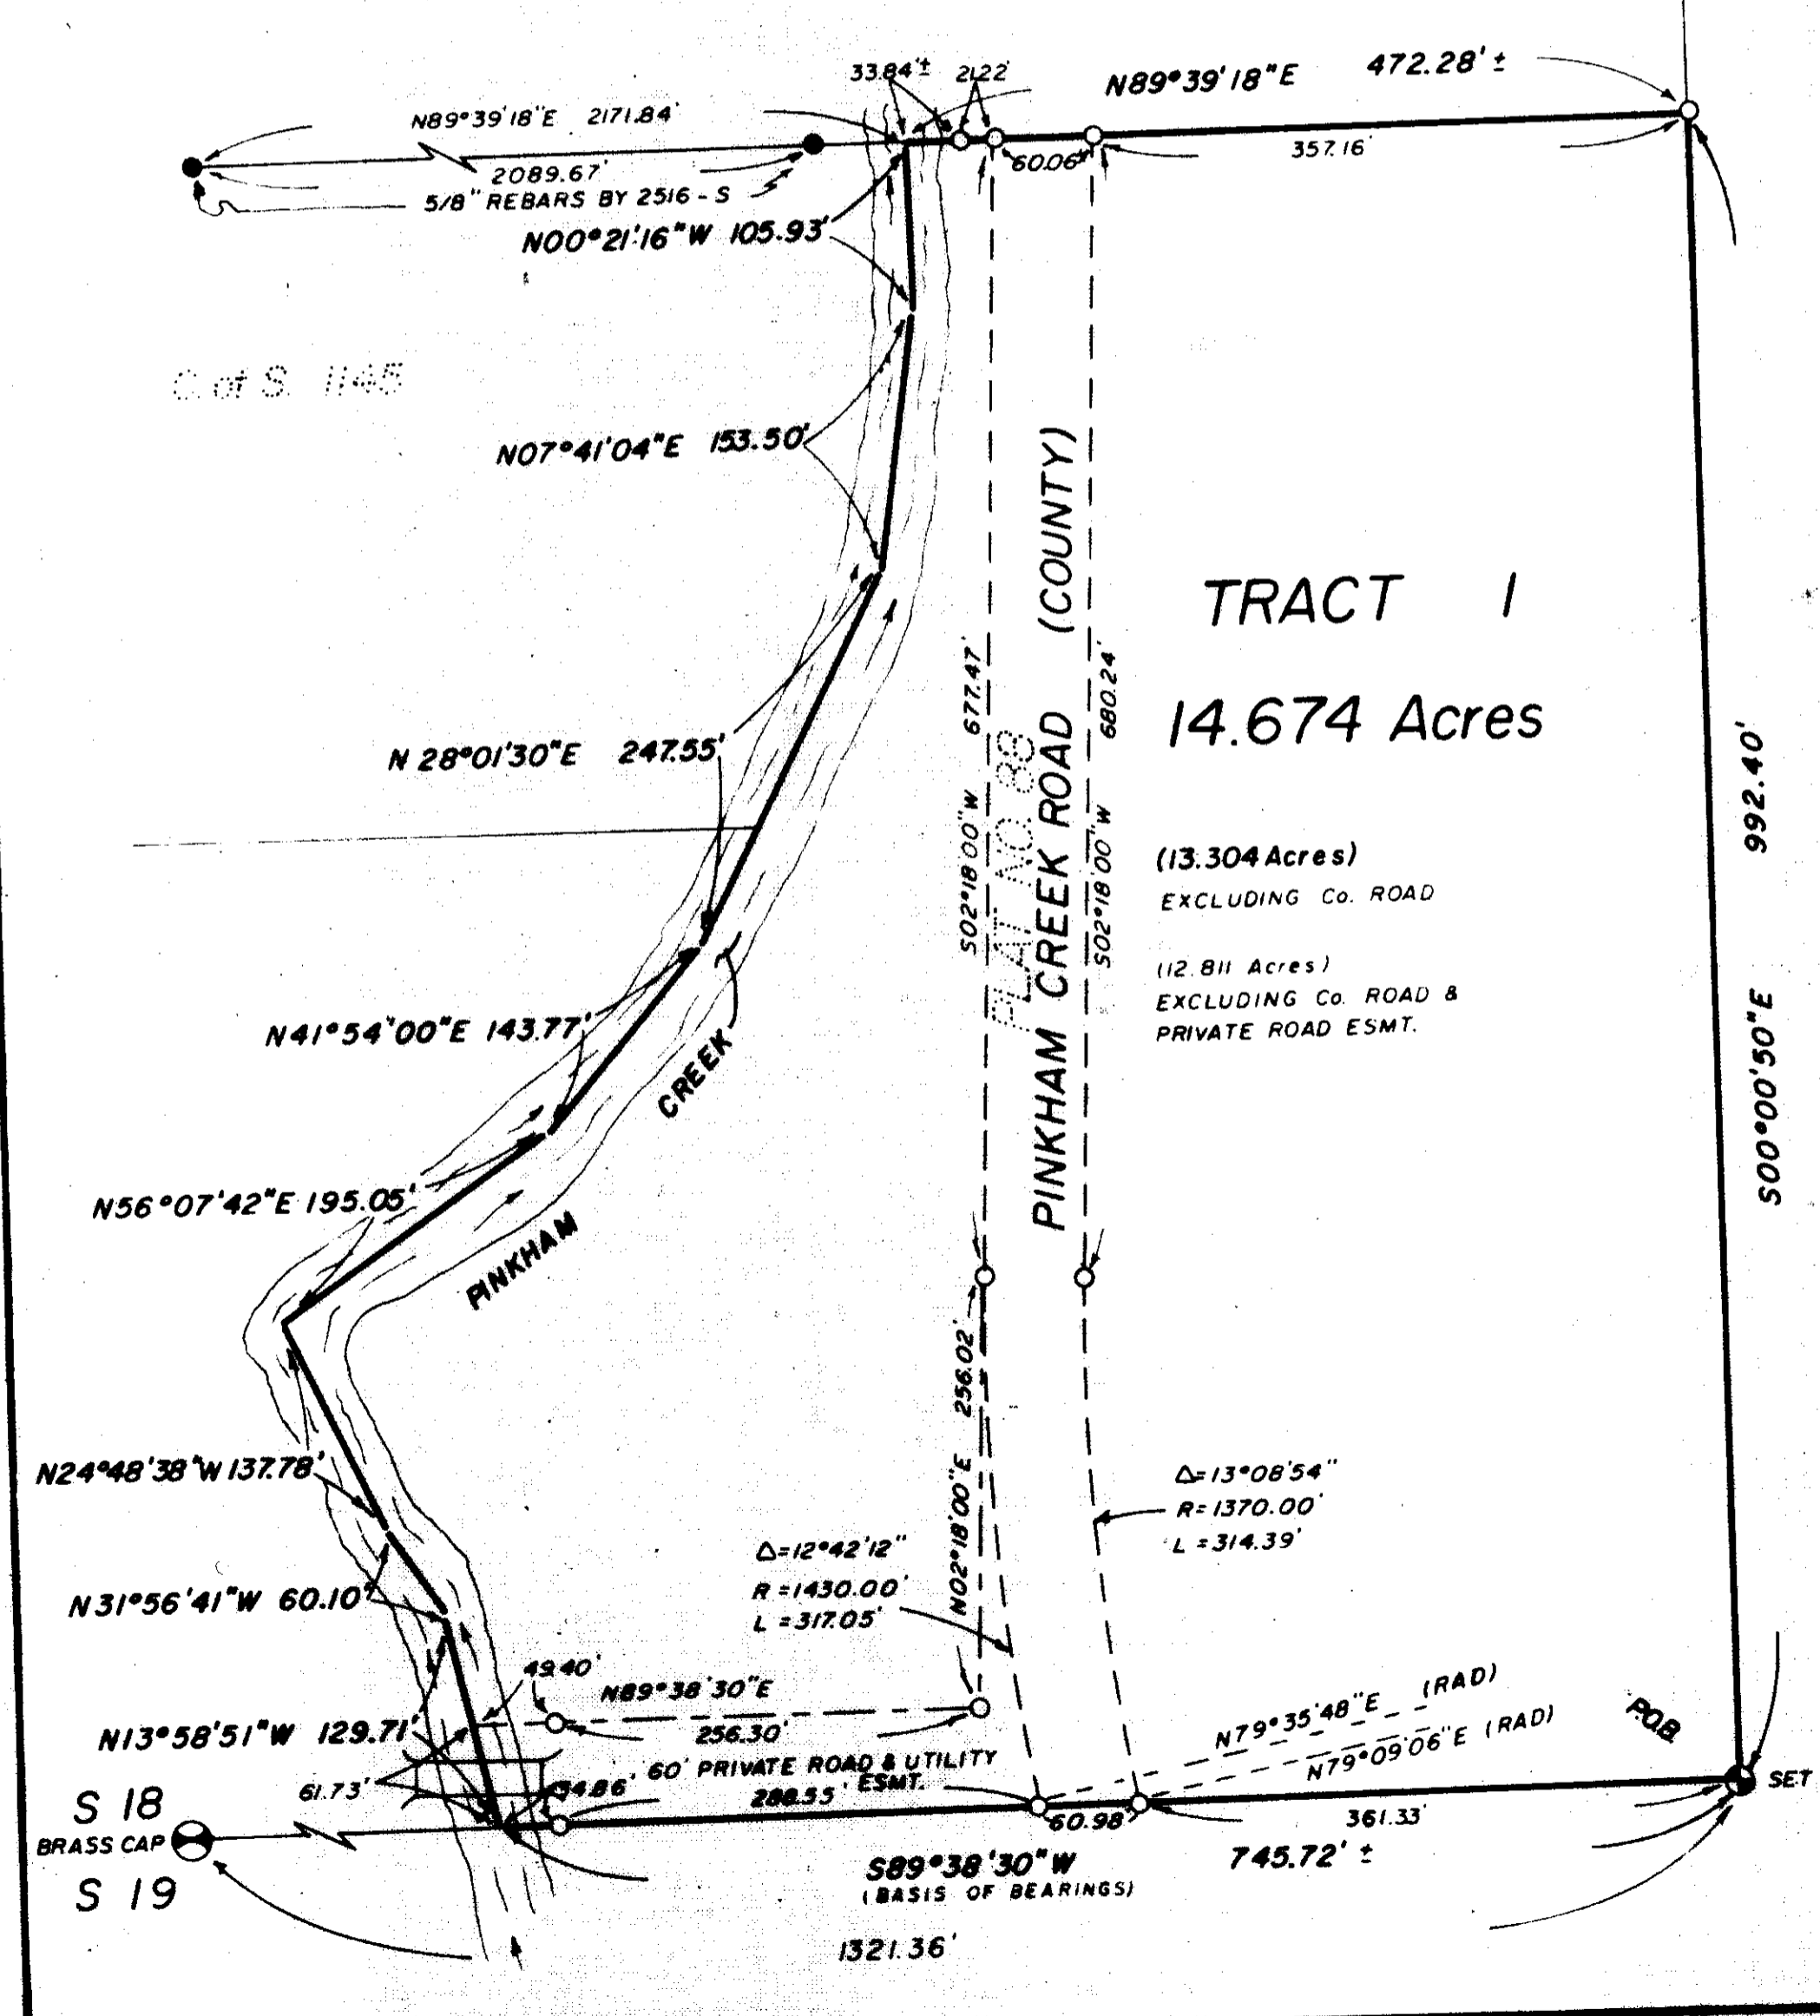 33.84'± 21.22'
N89°39'18"E 472.28' ±
N89°39'18"E 2171.84'
2089.67'
60.06'
357.16'
5/8" REBARS BY 2516-S
N00°21'16"W 105.93'
C. of S. 1145
N07°41'04"E 153.50'
TRACT 1
14.674 Acres
N28°01'30"E 247.55'
S02°18'00"W 677.47'
PLAT NO. 88
PINKHAM CREEK ROAD (COUNTY)
S02°18'00"W 680.24'
(13.304 Acres)
EXCLUDING Co. ROAD
(12.811 Acres)
EXCLUDING Co. ROAD &
PRIVATE ROAD ESMT.
S00°00'50"E 992.40'
N41°54'00"E 143.77'
PINKHAM CREEK
N56°07'42"E 195.05'
N24°48'38"W 137.78'
N02°18'00"E 256.02'
Δ=13°08'54"
R=1370.00'
L=314.39'
Δ=12°42'12"
R=1430.00'
L=317.05'
N31°56'41"W 60.10'
49.40'
N89°38'30"E
256.30'
N13°58'51"W 129.71'
N79°35'48"E (RAD)
N79°09'06"E (RAD)
P.O.B.
60' PRIVATE ROAD & UTILITY
ESMT.
61.73'
34.86'
288.55'
SET
S 18
BRASS CAP
S 19
60.98'
361.33'
S89°38'30"W 745.72' ±
(BASIS OF BEARINGS)
1321.36'